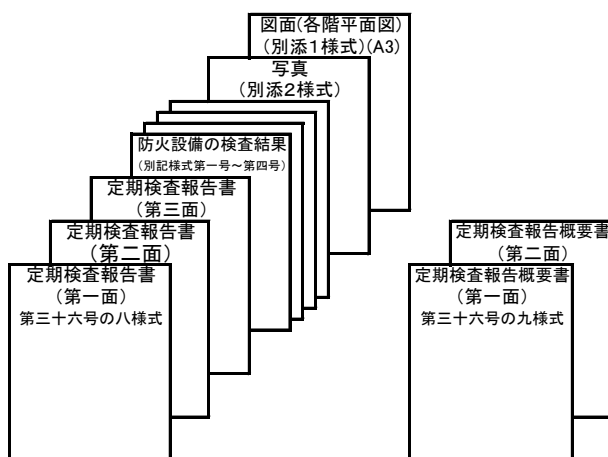 図面(各階平面図)
(別添1様式)(A3)
写真
(別添2様式)
防火設備の検査結果
(別記様式第一号～第四号)
定期検査報告書
(第三面)
定期検査報告書
(第二面)
定期検査報告書
(第一面)
第三十六号の八様式
定期検査報告概要書
(第二面)
定期検査報告概要書
(第一面)
第三十六号の九様式